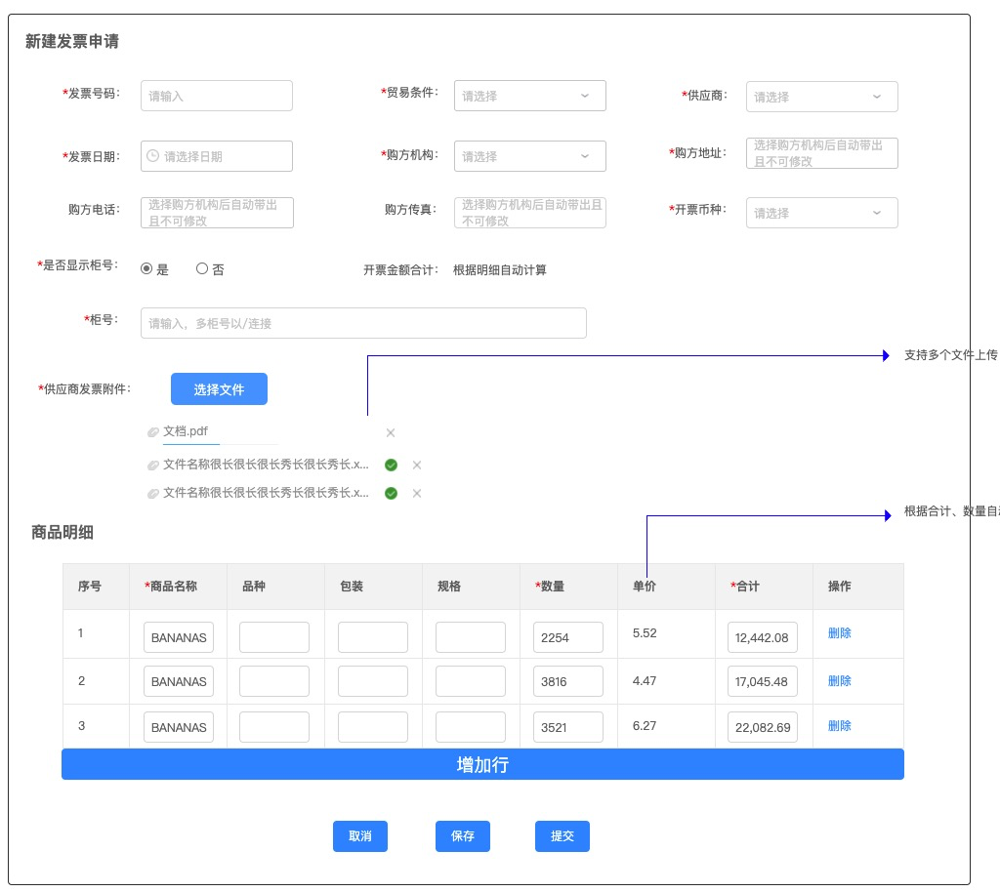 新建发票申请
*发票号码： 请输入 *贸易条件： 请选择 *供应商： 请选择
*发票日期： 请选择日期 *购方机构： 请选择 *购方地址： 选择购方机构后自动带出
且不可修改
购方电话： 选择购方机构后自动带出
且不可修改
购方传真： 选择购方机构后自动带出且
不可修改
*开票币种： 请选择
*是否显示柜号： 是 否 开票金额合计： 根据明细自动计算
*柜号： 请输入，多柜号以/连接
支持多个文件上传
*供应商发票附件： 选择文件
文档.pdf
文件名称很长很长很长秀长很长秀长.x...
文件名称很长很长很长秀长很长秀长.x...
根据合计、数量自
商品明细
序号 *商品名称 品种 包装 规格 *数量 单价 *合计 操作
1 BANANAS 2254 5.52 12,442.08 删除
2 BANANAS 3816 4.47 17,045.48 删除
3 BANANAS 3521 6.27 22,082.69 删除
增加行
取消 保存 提交